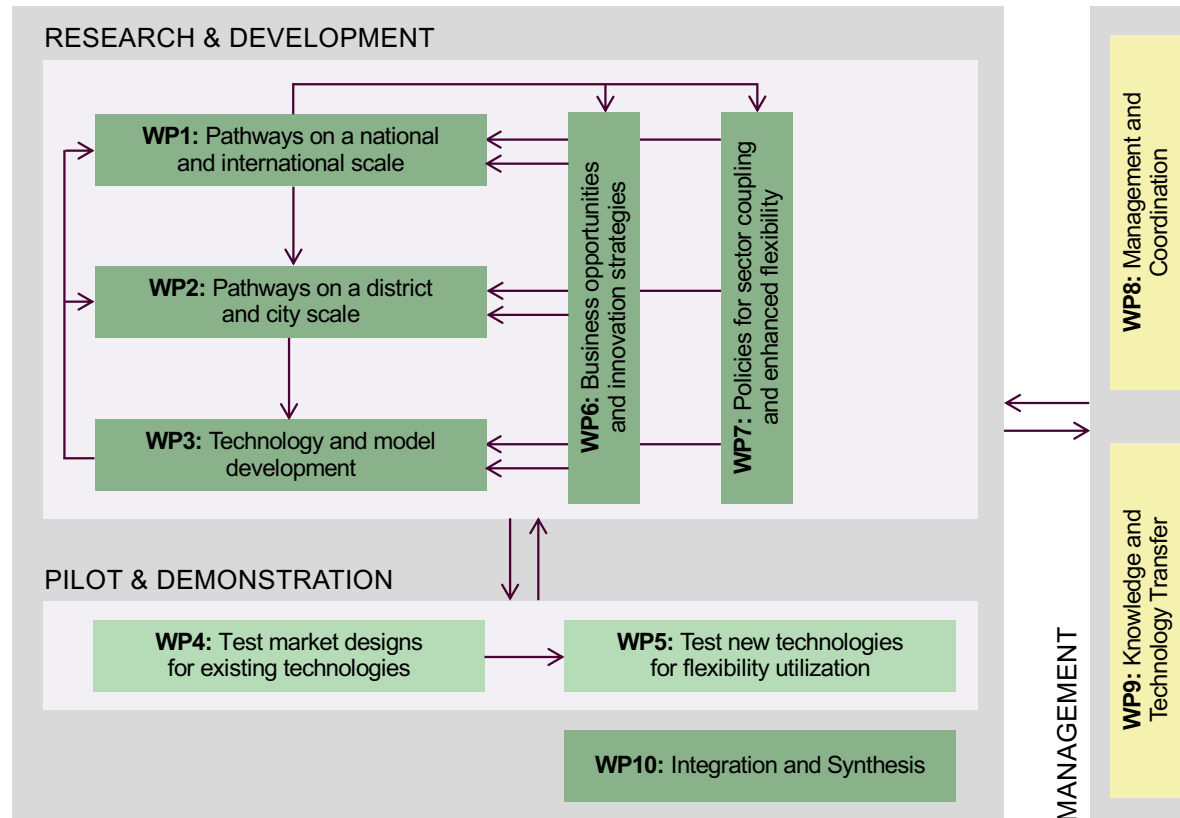 RESEARCH & DEVELOPMENT
WP1: Pathways on a national
and international scale
WP2: Pathways on a district
and city scale
WP3: Technology and model
development
WP6: Business opportunities
and innovation strategies
WP7: Policies for sector coupling
and enhanced flexibility
PILOT & DEMONSTRATION
WP4: Test market designs
for existing technologies
WP5: Test new technologies
for flexibility utilization
WP10: Integration and Synthesis
MANAGEMENT
WP8: Management and
Coordination
WP9: Knowledge and
Technology Transfer